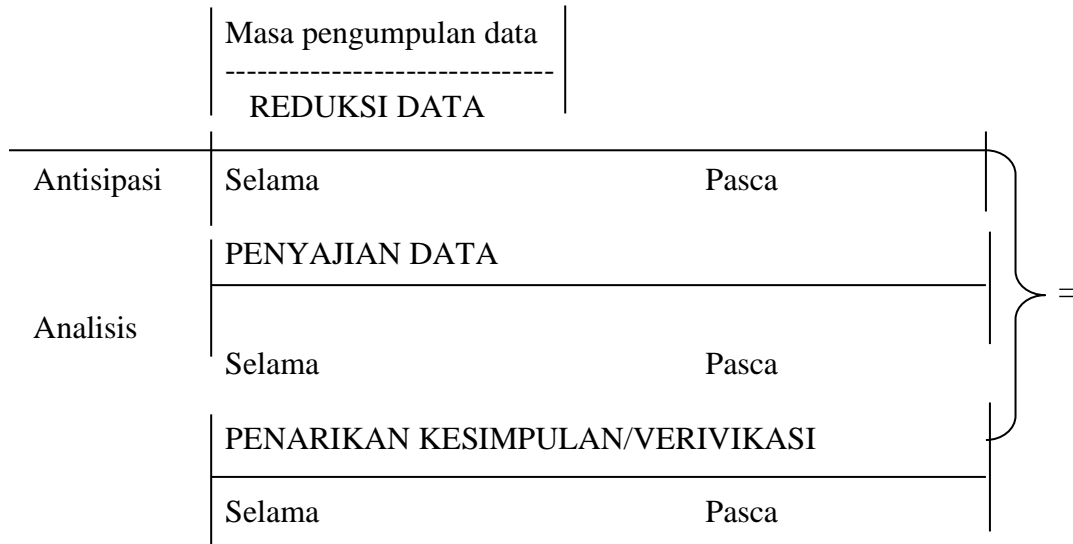 Masa pengumpulan data
-------------------------------
REDUKSI DATA
Antisipasi Selama Pasca
PENYAJIAN DATA
=
Analisis
Selama Pasca
PENARIKAN KESIMPULAN/VERIVIKASI
Selama Pasca